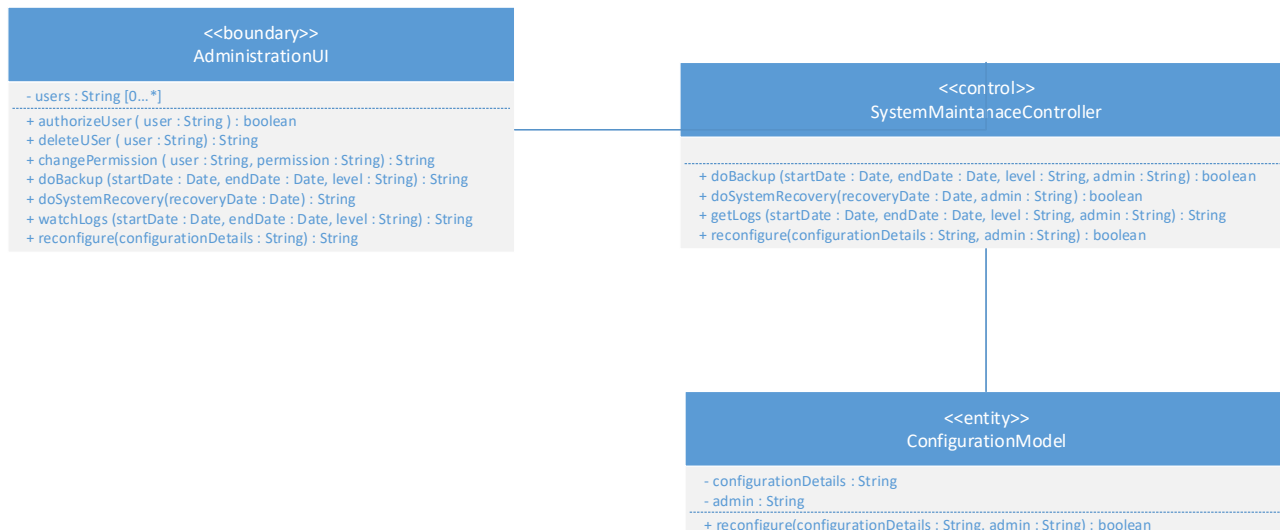 <<boundary>>
AdministrationUI
- users : String [0...*]
+ authorizeUser ( user : String ) : boolean
+ deleteUSer ( user : String) : String
+ changePermission ( user : String, permission : String) : String
+ doBackup (startDate : Date, endDate : Date, level : String) : String
+ doSystemRecovery(recoveryDate : Date) : String
+ watchLogs (startDate : Date, endDate : Date, level : String) : String
+ reconfigure(configurationDetails : String) : String
<<control>>
SystemMaintanaceController
+ doBackup (startDate : Date, endDate : Date, level : String, admin : String) : boolean
+ doSystemRecovery(recoveryDate : Date, admin : String) : boolean
+ getLogs (startDate : Date, endDate : Date, level : String, admin : String) : String
+ reconfigure(configurationDetails : String, admin : String) : boolean
<<entity>>
ConfigurationModel
- configurationDetails : String
- admin : String
+ reconfigure(configurationDetails : String, admin : String) : boolean